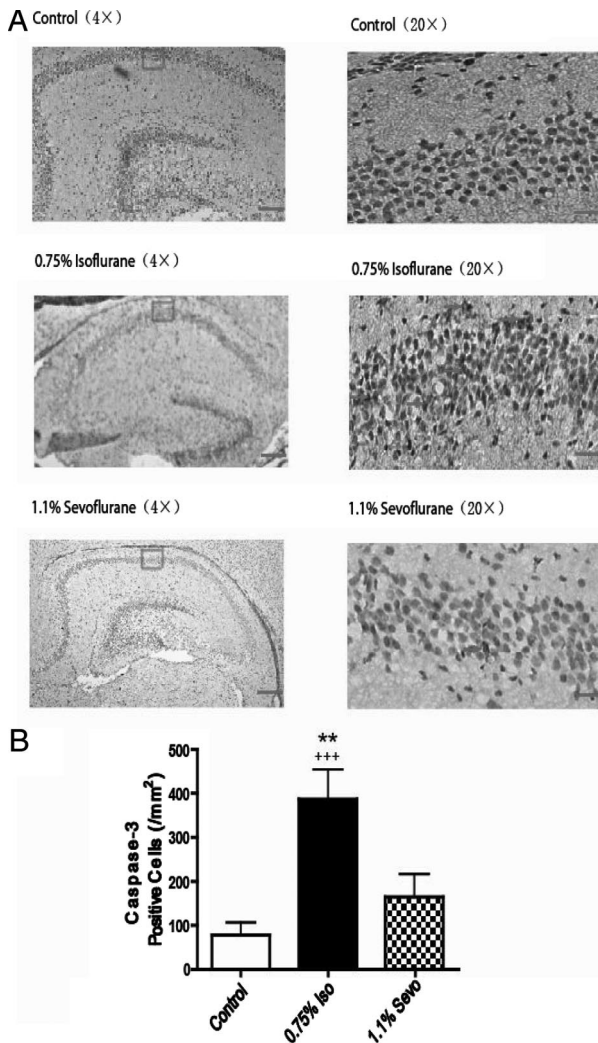 A
Control (4×)
Control (20×)
0.75% Isoflurane (4×)
0.75% Isoflurane (20×)
1.1% Sevoflurane (4×)
1.1% Sevoflurane (20×)
B
Caspase-3
Positive Cells (/mm²)
500
400
300
200
100
0
**
+++
Control
0.75% Iso
1.1% Sevo